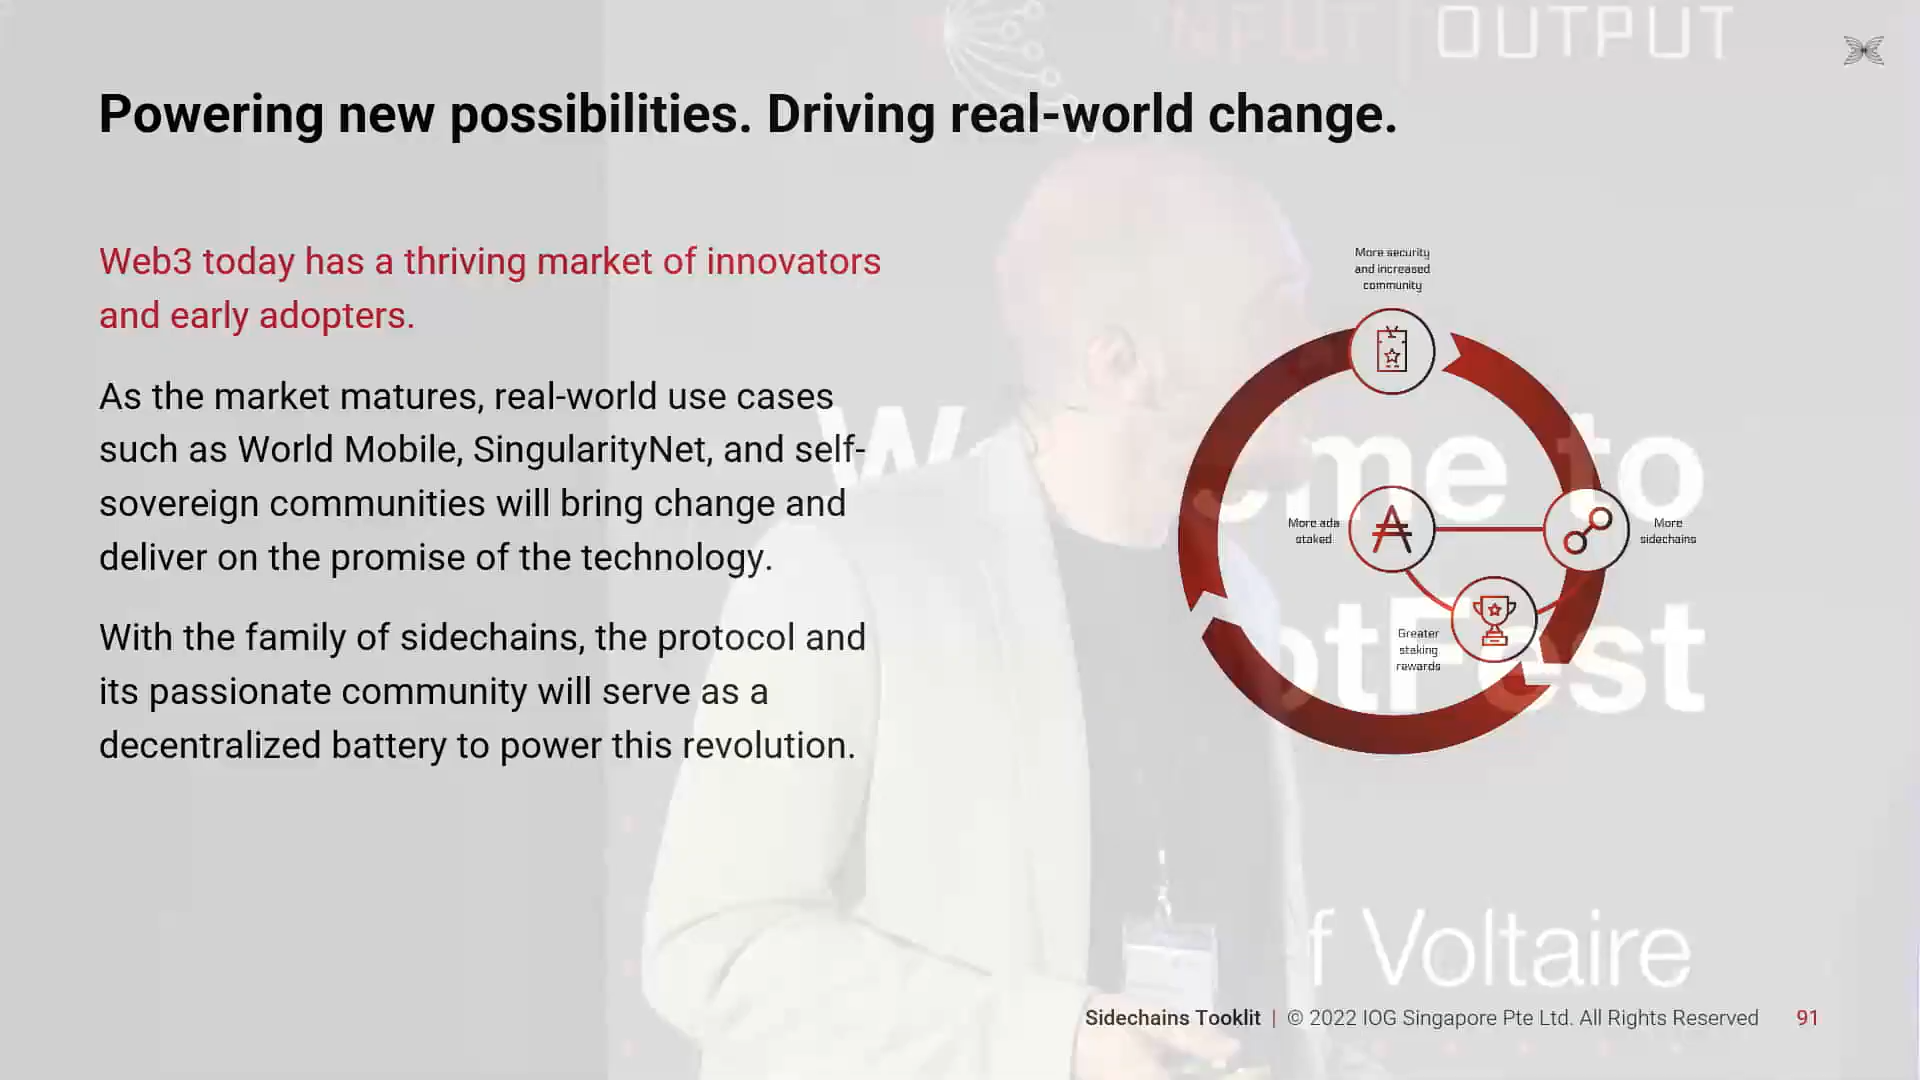 INPUT | OUTPUT
Powering new possibilities. Driving real-world change.
Web3 today has a thriving market of innovators
and early adopters.
As the market matures, real-world use cases
such as World Mobile, SingularityNet, and self-
sovereign communities will bring change and
deliver on the promise of the technology.
With the family of sidechains, the protocol and
its passionate community will serve as a
decentralized battery to power this revolution.
More security
and increased
community
More ada
staked
More
sidechains
Greater
staking
rewards
me to
otFest
f Voltaire
Sidechains Tooklit | © 2022 IOG Singapore Pte Ltd. All Rights Reserved 91